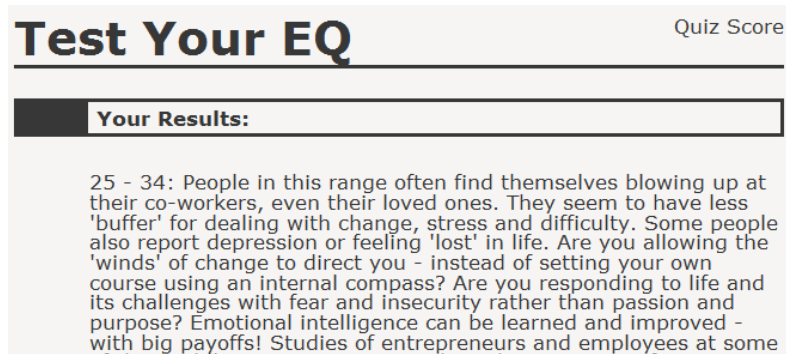 Test Your EQ
Quiz Score
Your Results:
25 - 34: People in this range often find themselves blowing up at
their co-workers, even their loved ones. They seem to have less
'buffer' for dealing with change, stress and difficulty. Some people
also report depression or feeling 'lost' in life. Are you allowing the
'winds' of change to direct you - instead of setting your own
course using an internal compass? Are you responding to life and
its challenges with fear and insecurity rather than passion and
purpose? Emotional intelligence can be learned and improved -
with big payoffs! Studies of entrepreneurs and employees at some